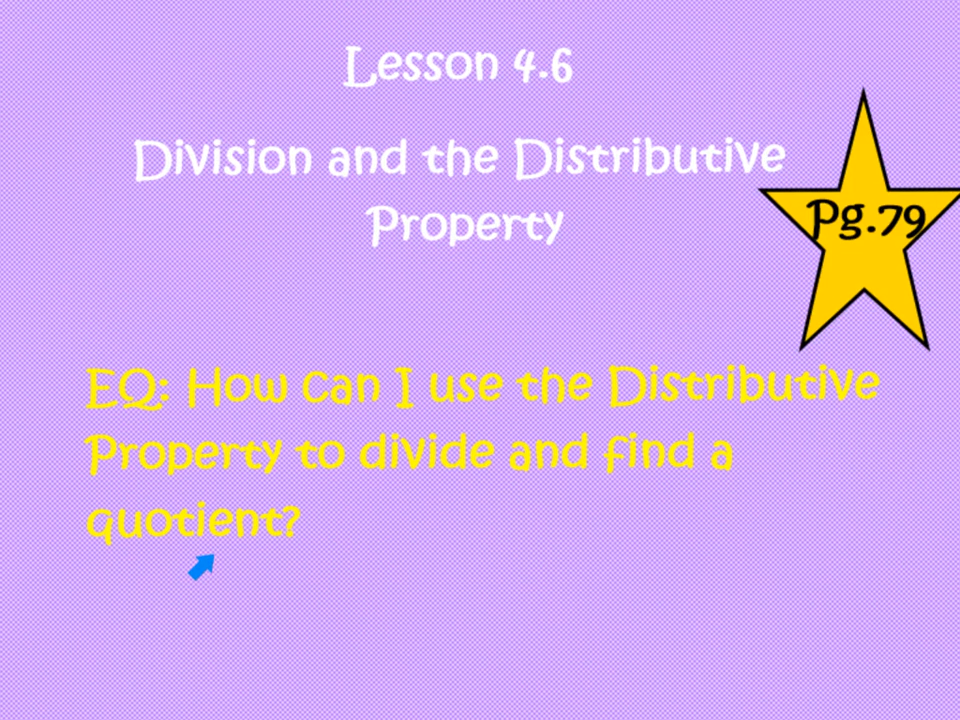 Lesson 4.6
Division and the Distributive
Property
Pg.79
EQ: How can I use the Distributive
Property to divide and find a
quotient?